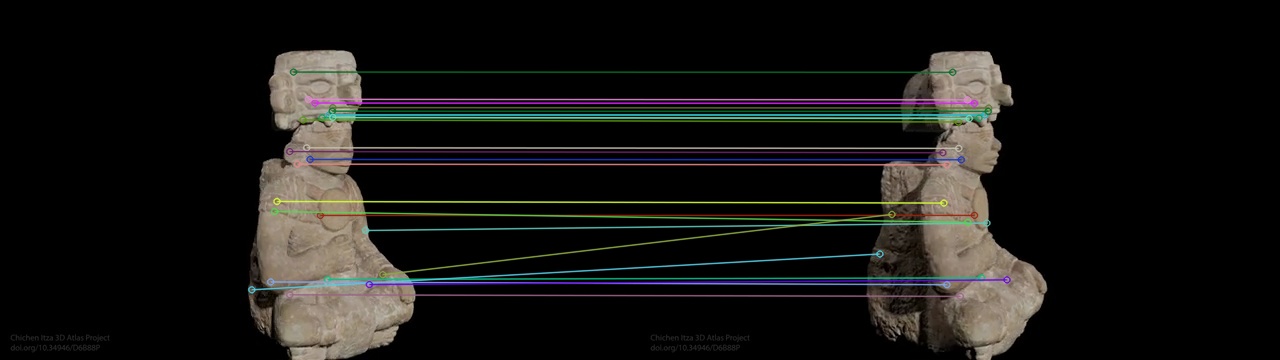 Chichen Itza 3D Atlas Project
doi.org/10.34946/D6B88P
Chichen Itza 3D Atlas Project
doi.org/10.34946/D6B88P